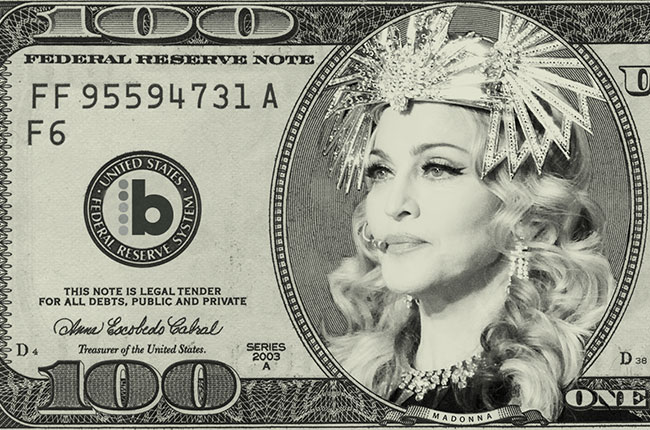 100
FEDERAL RESERVE NOTE
FF 95594731 A
F6
UNITED STATES
b
FEDERAL RESERVE SYSTEM
THIS NOTE IS LEGAL TENDER
FOR ALL DEBTS, PUBLIC AND PRIVATE
Anna Escobedo Cabral
Treasurer of the United States.
SERIES
2003
A
D 4
D 38
100
MADONNA
ONE